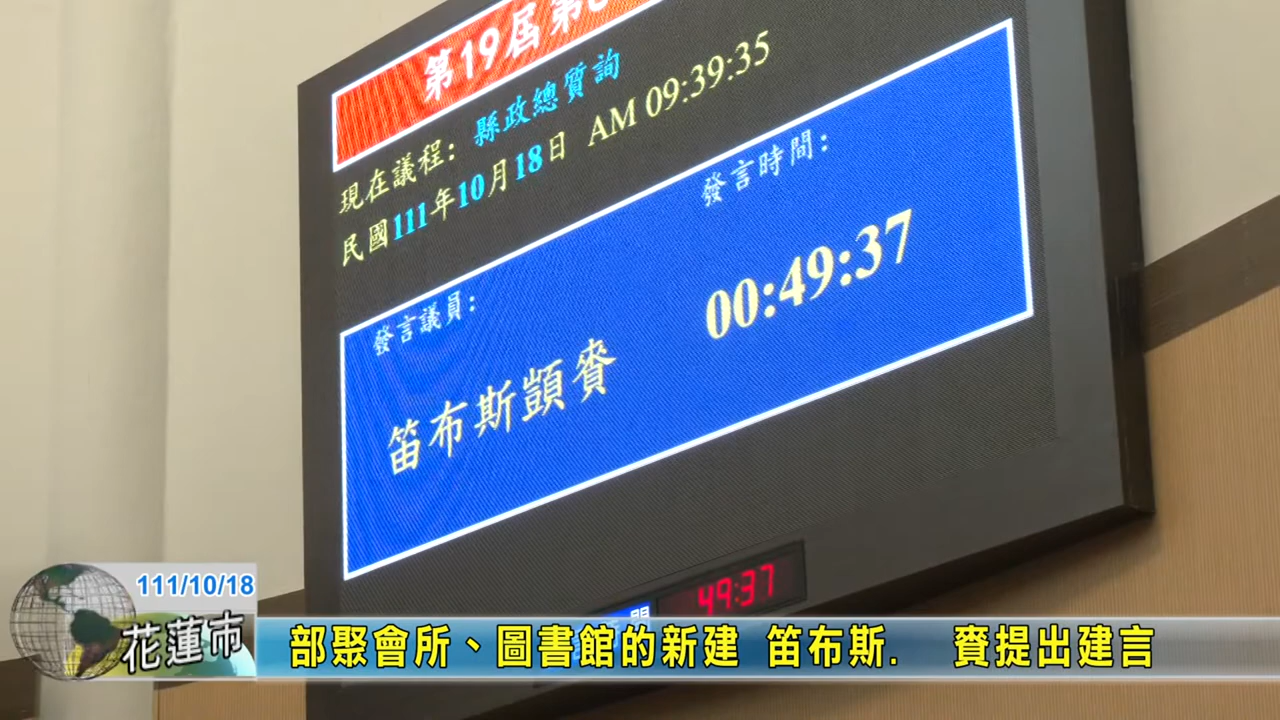 第19屆第
現在議程：縣政總質詢
民國111年10月18日 AM 09:39:35
發言議員：
發言時間：
笛布斯顗賚
00:49:37
49:37
111/10/18
花蓮市
部聚會所、圖書館的新建 笛布斯. 賚提出建言